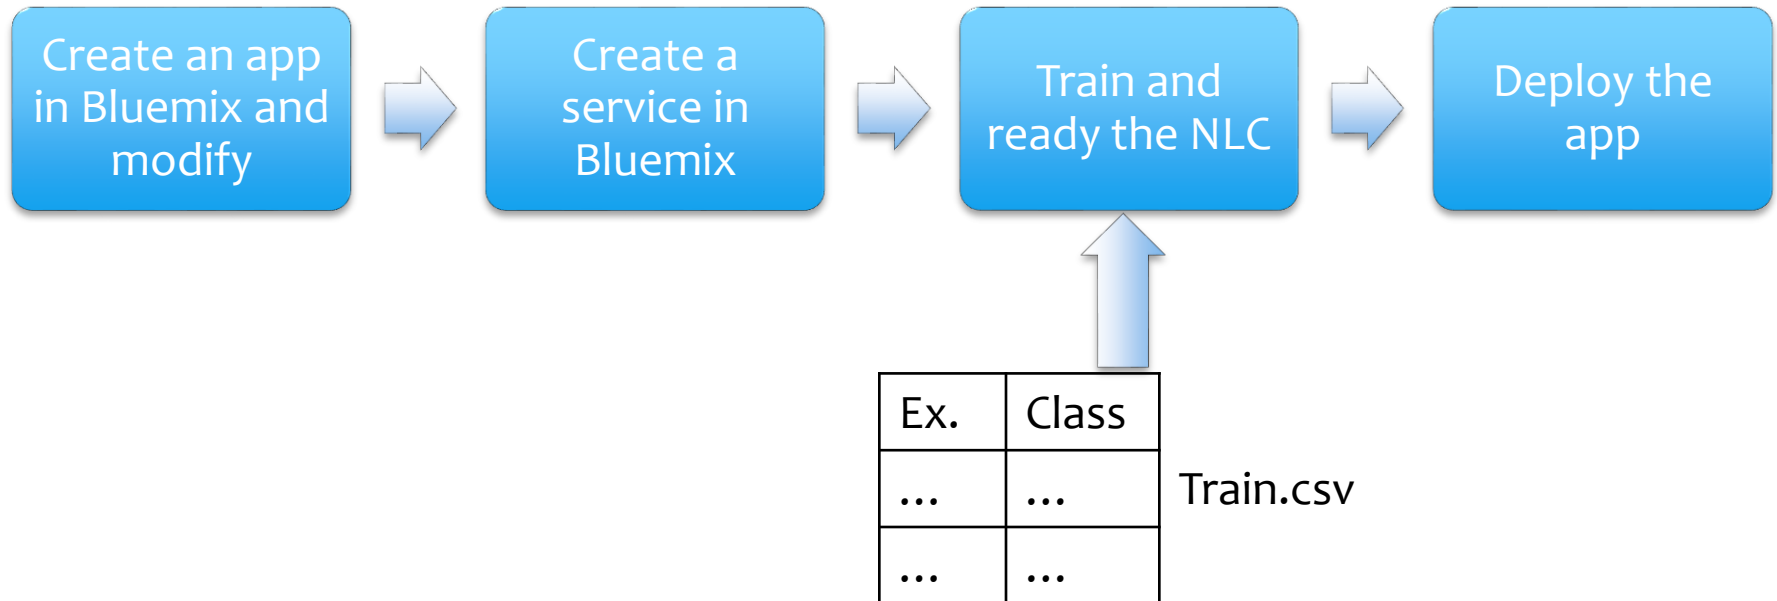 Create an app
in Bluemix and
modify
Create a
service in
Bluemix
Train and
ready the NLC
Deploy the
app
Ex. Class
... ...
Train.csv
... ...